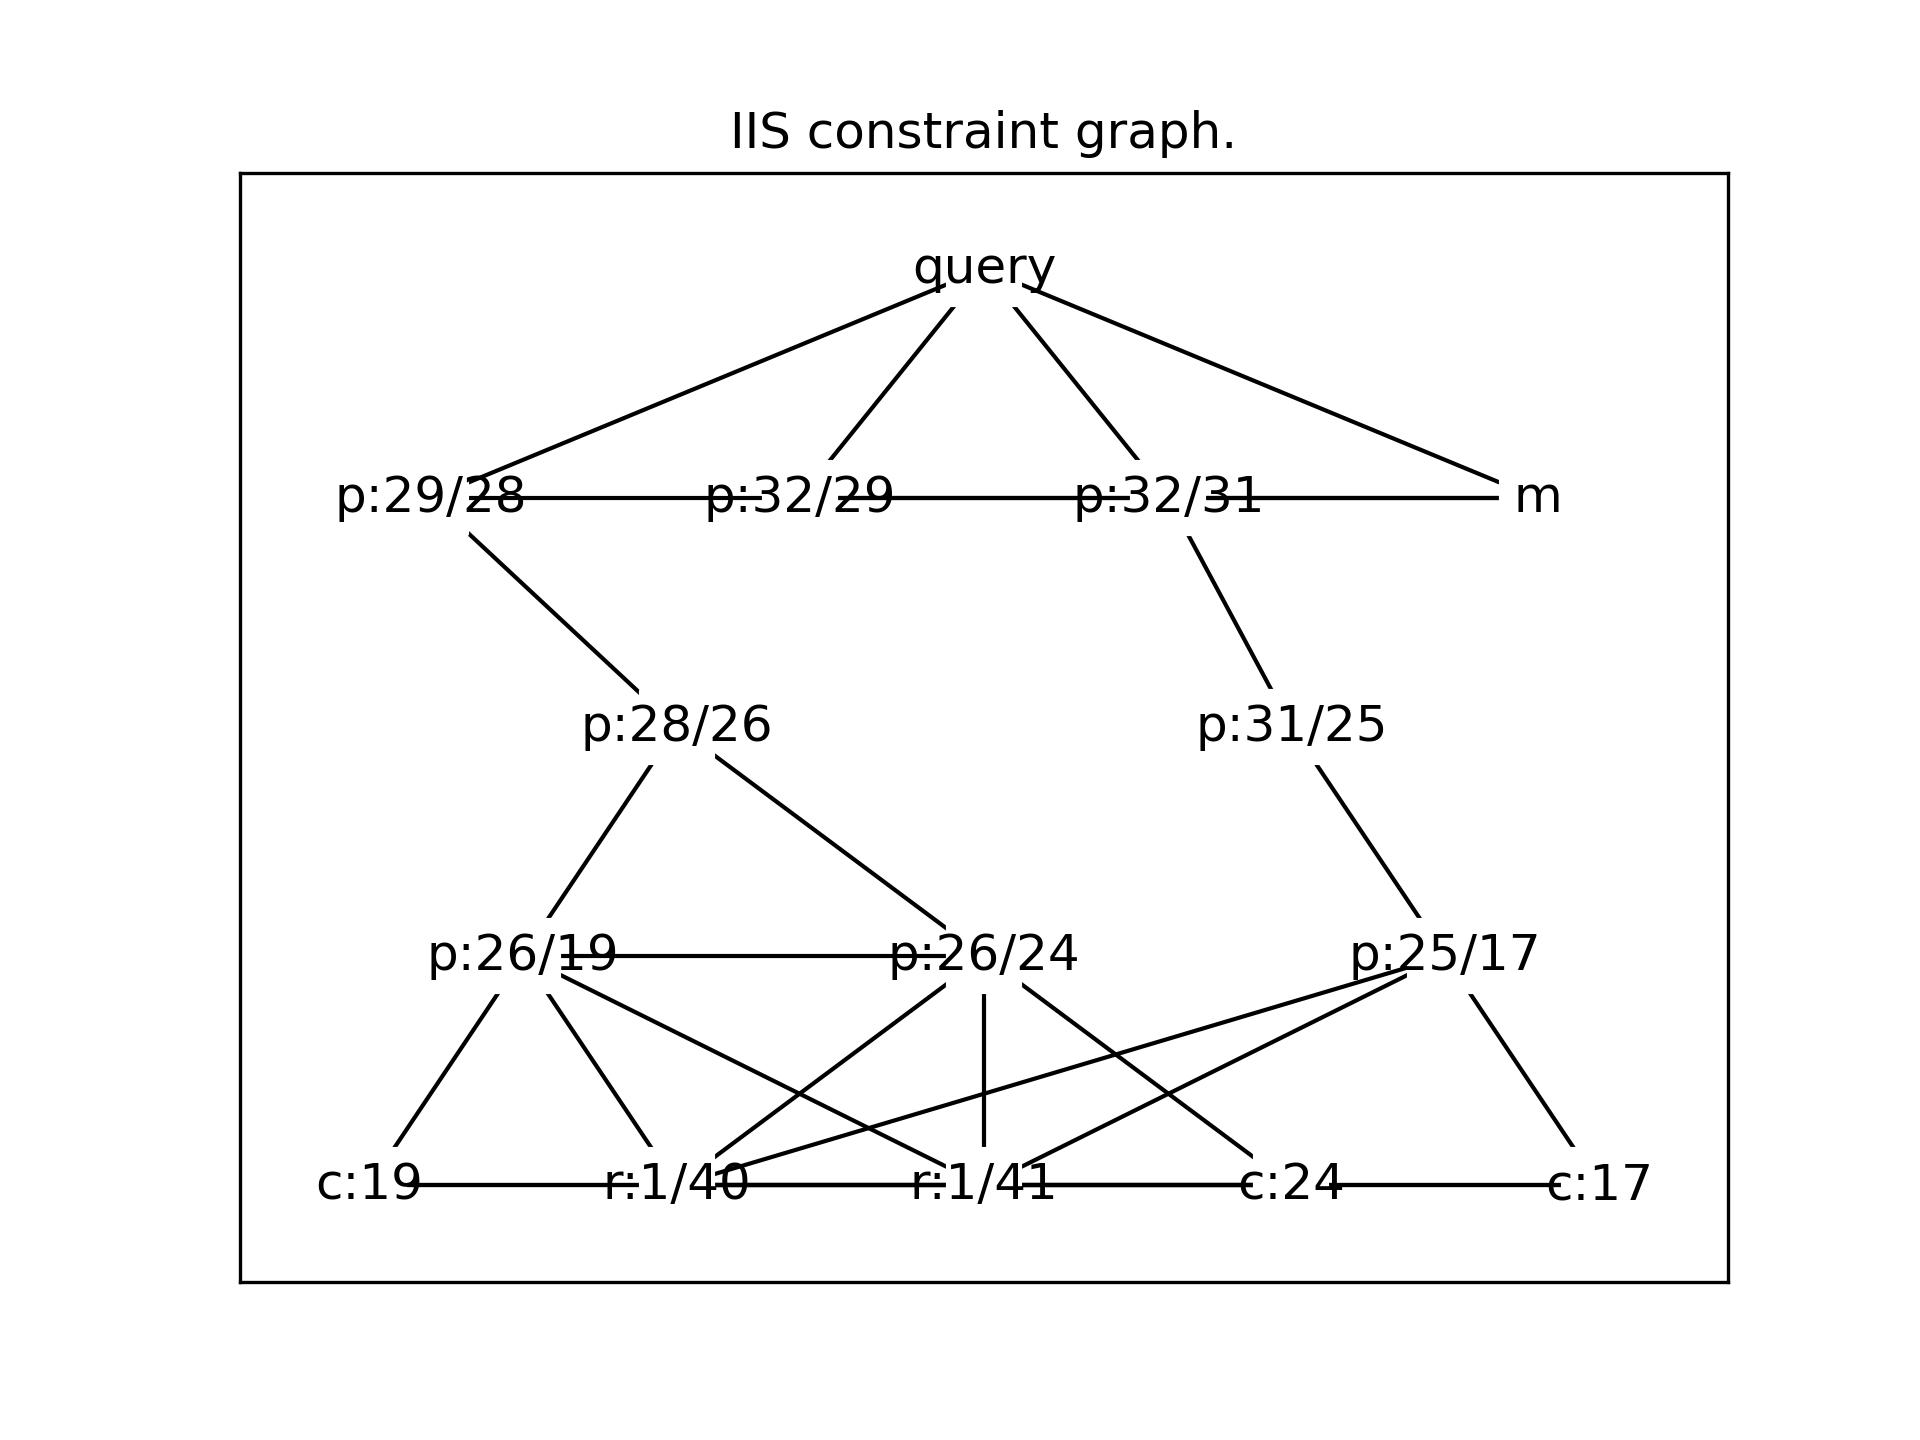 IIS constraint graph.
query
p:29/28 p:32/29 p:32/31 m
p:28/26 p:31/25
p:26/19 p:26/24 p:25/17
c:19 r:1/40 r:1/41 c:24 c:17